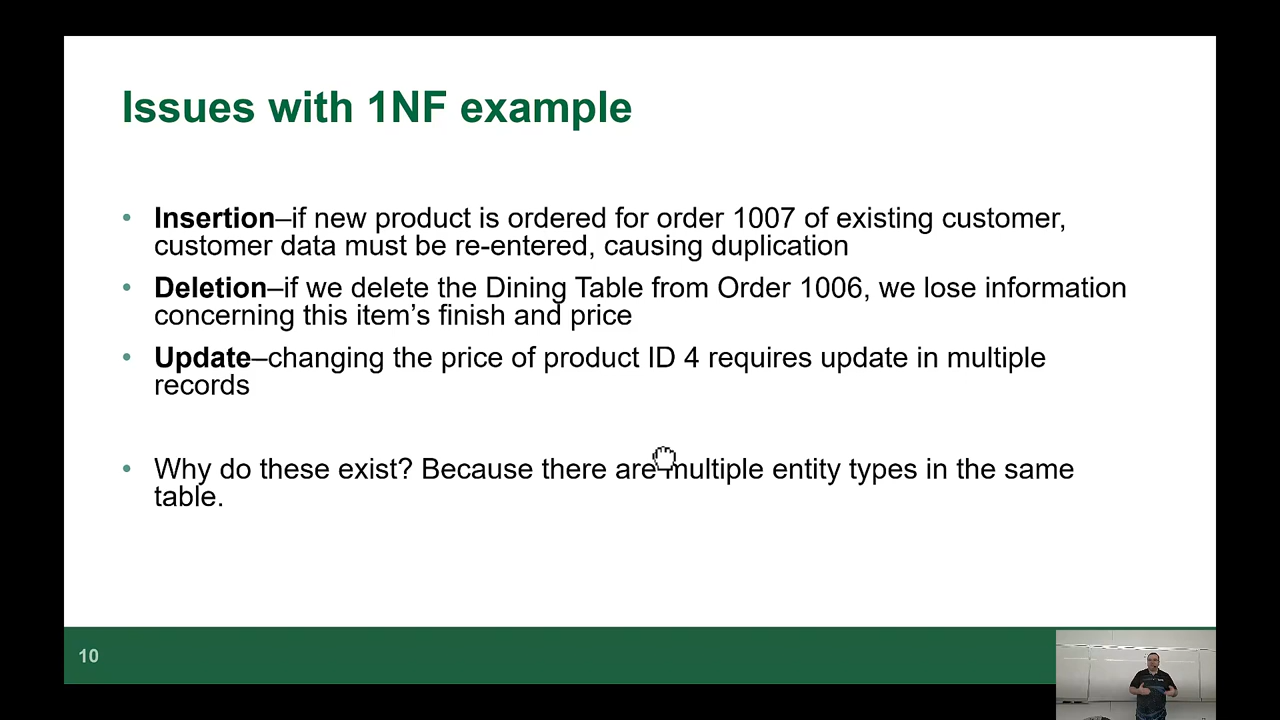 Issues with 1NF example
• Insertion–if new product is ordered for order 1007 of existing customer,
customer data must be re-entered, causing duplication
• Deletion–if we delete the Dining Table from Order 1006, we lose information
concerning this item’s finish and price
• Update–changing the price of product ID 4 requires update in multiple
records
• Why do these exist? Because there are multiple entity types in the same
table.
10